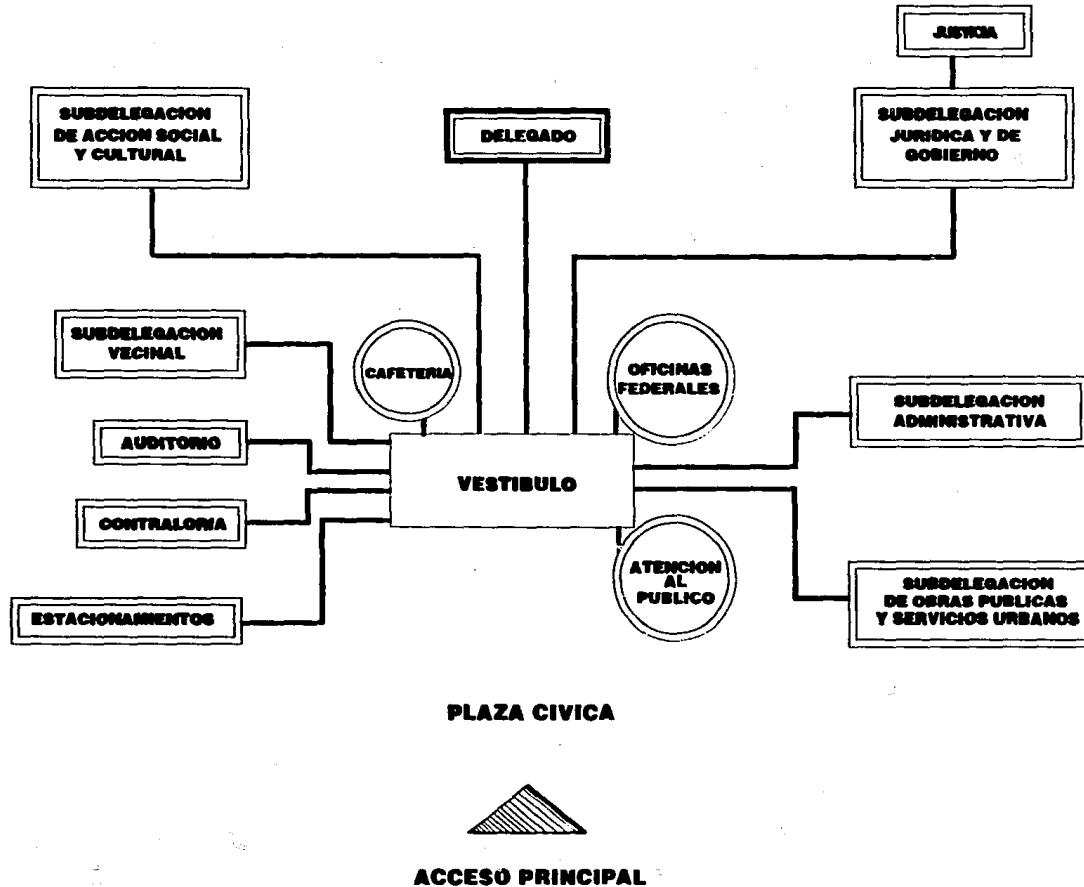 JUSTICIA
SUBDELEGACION
DE ACCION SOCIAL
Y CULTURAL
DELEGADO
SUBDELEGACION
JURIDICA Y DE
GOBIERNO
SUBDELEGACION
VECINAL
CAFETERIA
OFICINAS
FEDERALES
SUBDELEGACION
ADMINISTRATIVA
AUDITORIO
VESTIBULO
CONTRALORIA
ATENCION
AL
PUBLICO
SUBDELEGACION
DE OBRAS PUBLICAS
Y SERVICIOS URBANOS
ESTACIONAMIENTOS
PLAZA CIVICA
ACCESO PRINCIPAL